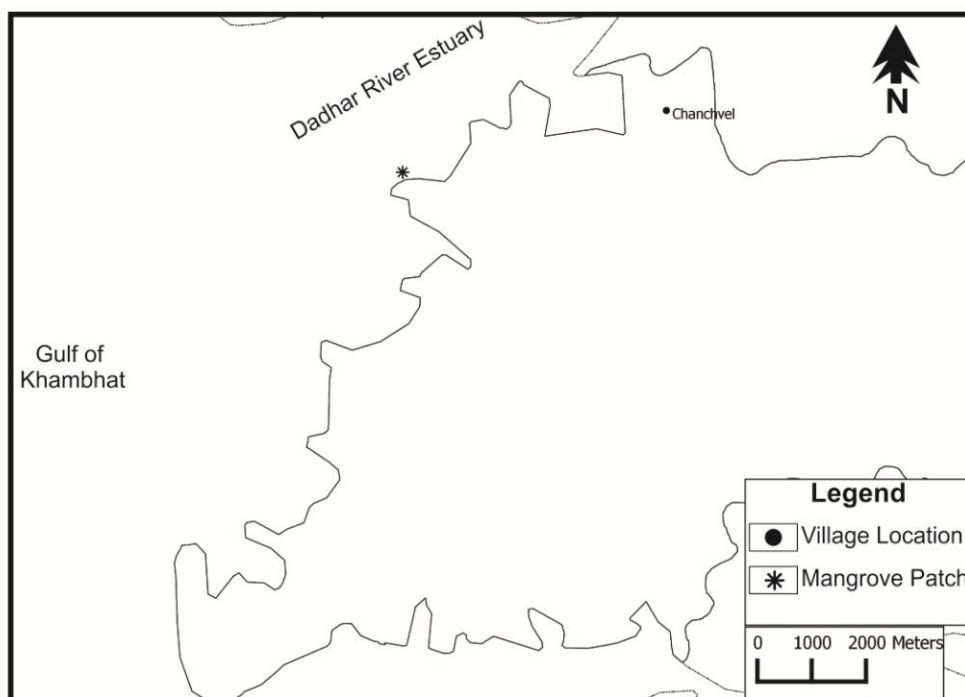 Dadhar River Estuary
N
Chanchvel
Gulf of
Khambhat
Legend
Village Location
Mangrove Patch
0 1000 2000 Meters